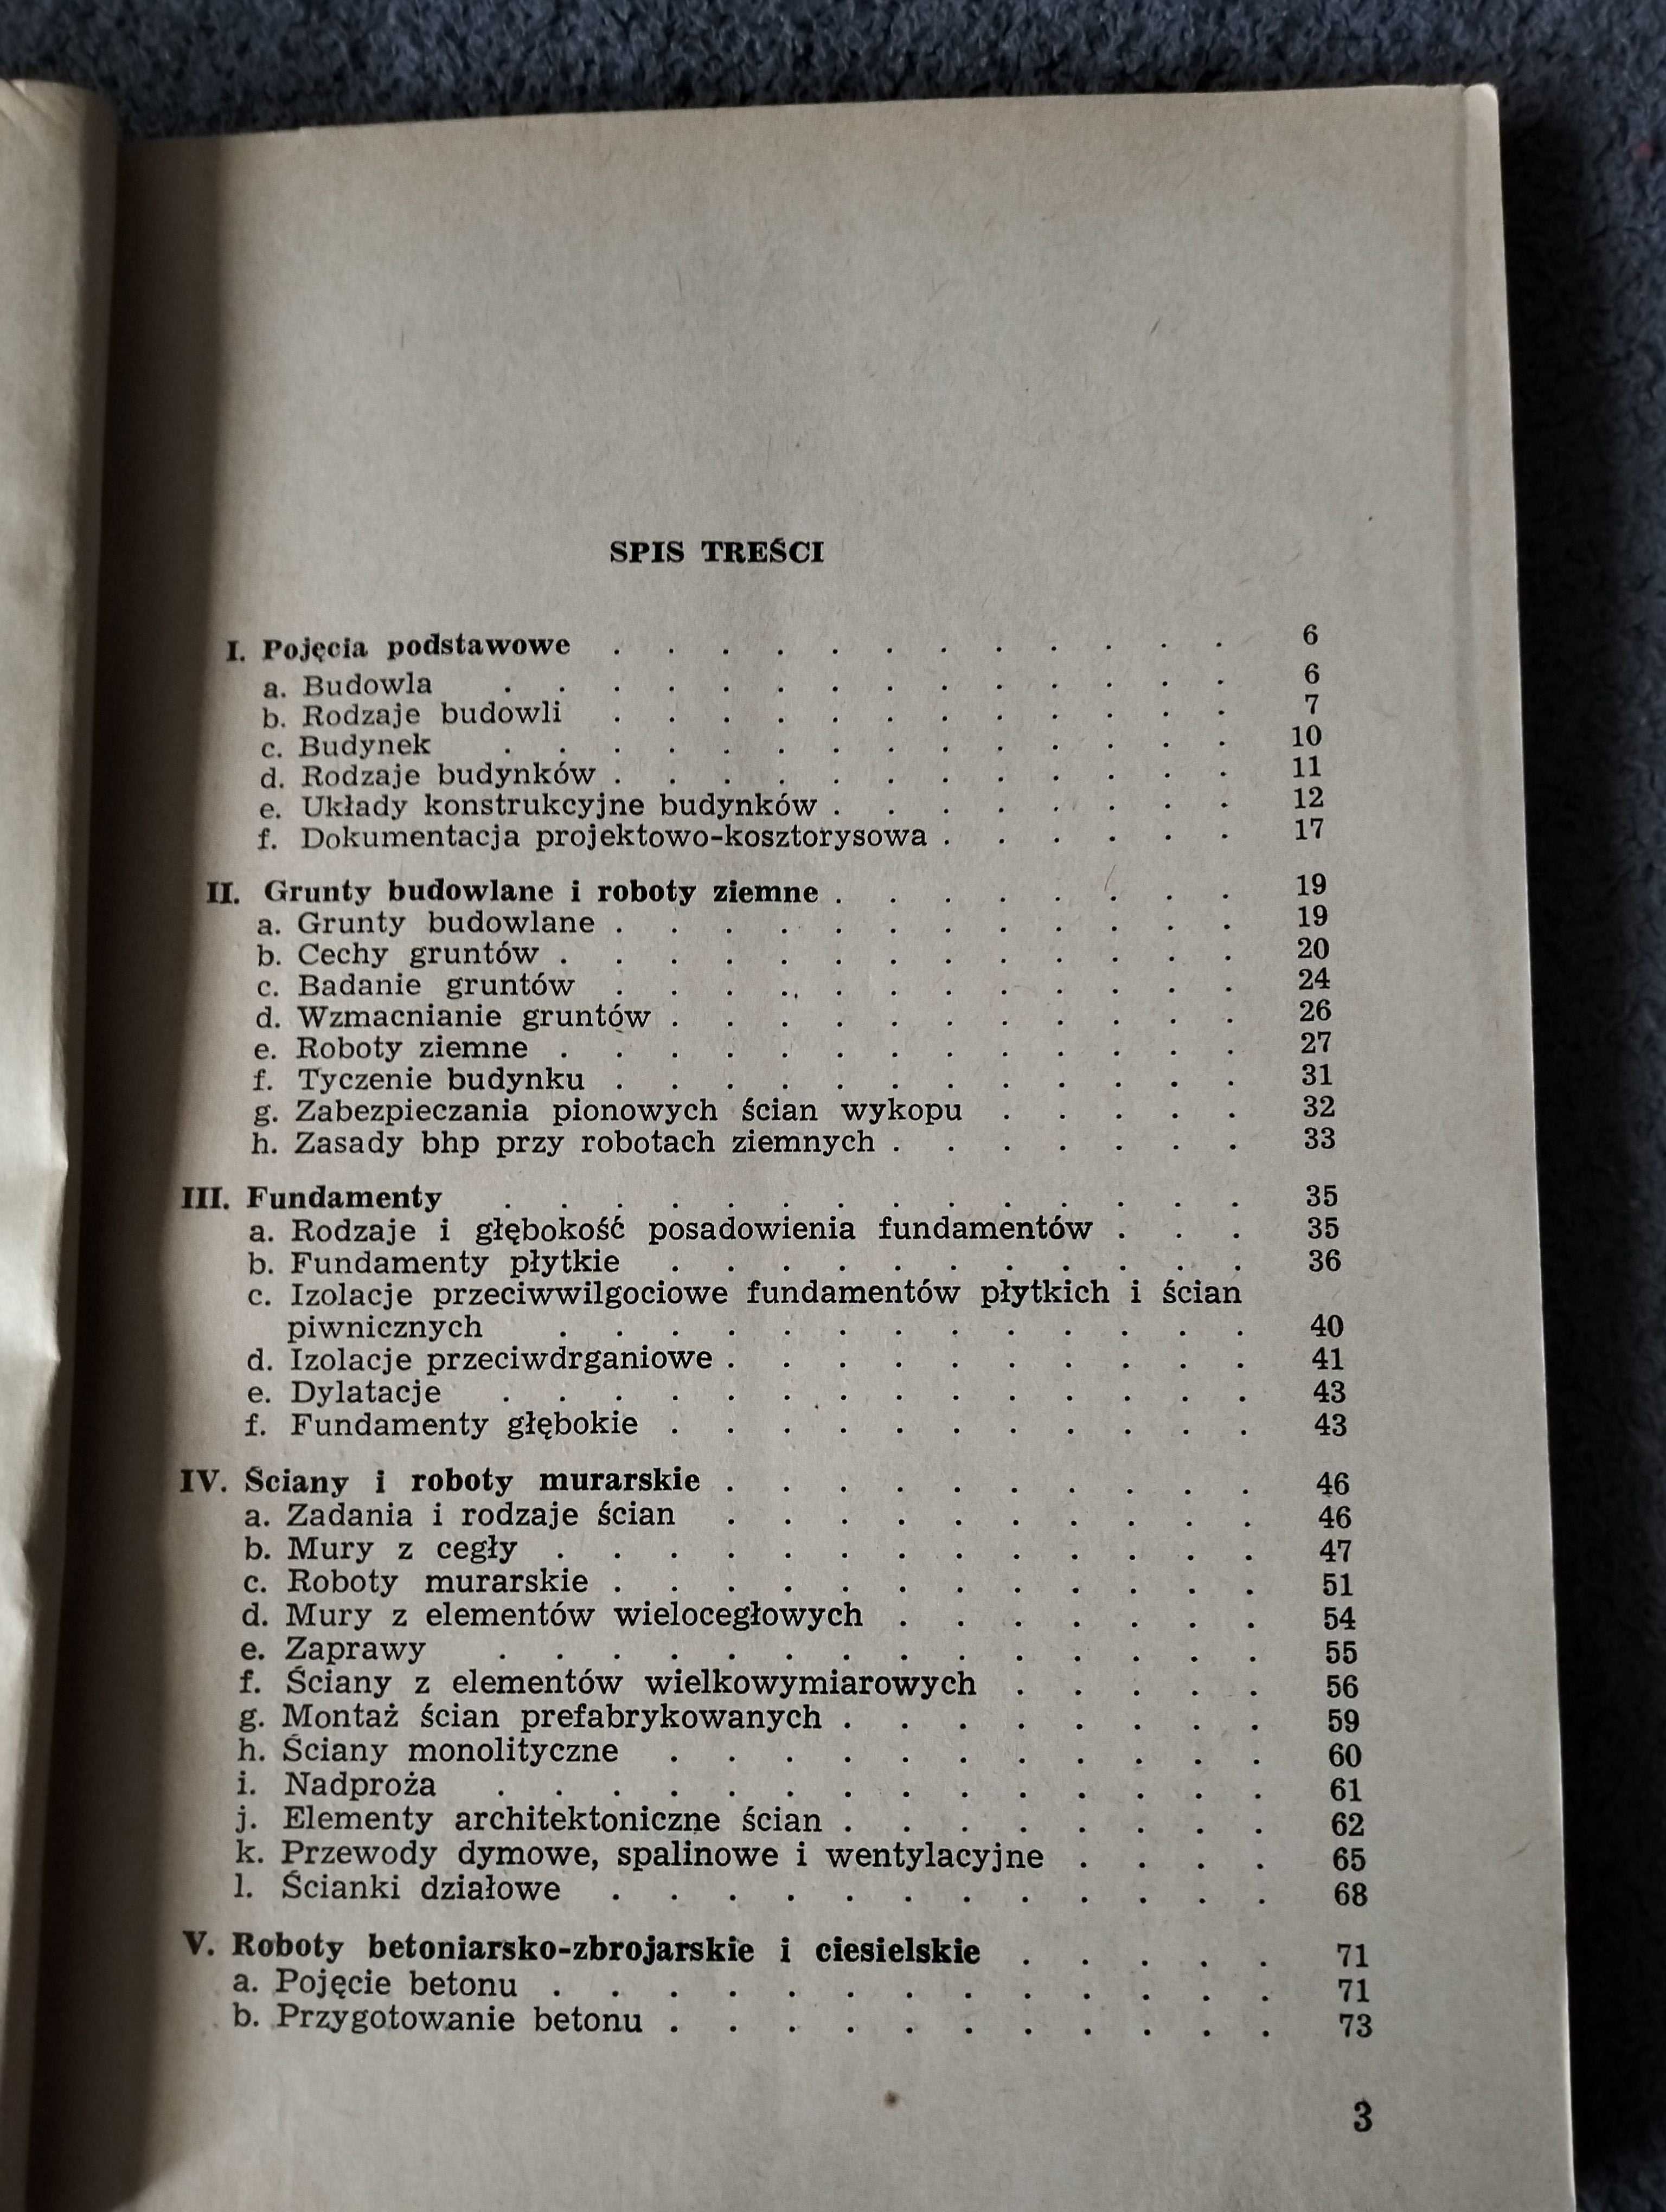 SPIS TREŚCI
I. Pojęcia podstawowe . . . . . . . . . . . . 6
a. Budowla . . . . . . . . . . . . . . 6
b. Rodzaje budowli . . . . . . . . . . . . 7
c. Budynek . . . . . . . . . . . . . . 10
d. Rodzaje budynków . . . . . . . . . . . . 11
e. Układy konstrukcyjne budynków . . . . . . . . 12
f. Dokumentacja projektowo-kosztorysowa . . . . . . 17
II. Grunty budowlane i roboty ziemne . . . . . . . . 19
a. Grunty budowlane . . . . . . . . . . . . 19
b. Cechy gruntów . . . . . . . . . . . . . 20
c. Badanie gruntów . . . . . . . . . . . . 24
d. Wzmacnianie gruntów . . . . . . . . . . . 26
e. Roboty ziemne . . . . . . . . . . . . . 27
f. Tyczenie budynku . . . . . . . . . . . . 31
g. Zabezpieczania pionowych ścian wykopu . . . . . 32
h. Zasady bhp przy robotach ziemnych . . . . . . . 33
III. Fundamenty . . . . . . . . . . . . . . 35
a. Rodzaje i głębokość posadowienia fundamentów . . . 35
b. Fundamenty płytkie . . . . . . . . . . . 36
c. Izolacje przeciwwilgociowe fundamentów płytkich i ścian
piwnicznych . . . . . . . . . . . . . 40
d. Izolacje przeciwdrganiowe . . . . . . . . . . 41
e. Dylatacje . . . . . . . . . . . . . . 43
f. Fundamenty głębokie . . . . . . . . . . . 43
IV. Ściany i roboty murarskie . . . . . . . . . . 46
a. Zadania i rodzaje ścian . . . . . . . . . . 46
b. Mury z cegły . . . . . . . . . . . . . 47
c. Roboty murarskie . . . . . . . . . . . . 51
d. Mury z elementów wielocegłowych . . . . . . . 54
e. Zaprawy . . . . . . . . . . . . . . 55
f. Ściany z elementów wielkowymiarowych . . . . . 56
g. Montaż ścian prefabrykowanych . . . . . . . . 59
h. Ściany monolityczne . . . . . . . . . . . 60
i. Nadproża . . . . . . . . . . . . . . 61
j. Elementy architektoniczne ścian . . . . . . . . 62
k. Przewody dymowe, spalinowe i wentylacyjne . . . . 65
l. Ścianki działowe . . . . . . . . . . . . 68
V. Roboty betoniarsko-zbrojarskie i ciesielskie . . . . . 71
a. Pojęcie betonu . . . . . . . . . . . . . 71
b. Przygotowanie betonu . . . . . . . . . . . 73
3